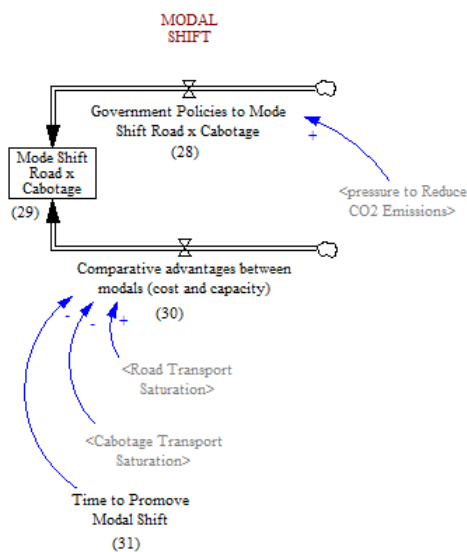 MODAL
SHIFT
Government Policies to Mode
Shift Road x Cabotage
(28)
Mode Shift
Road x
Cabotage
(29)
+
<pressure to Reduce
CO2 Emissions>
Comparative advantages between
modals (cost and capacity)
(30)
- - +
<Road Transport
Saturation>
<Cabotage Transport
Saturation>
Time to Promove
Modal Shift
(31)